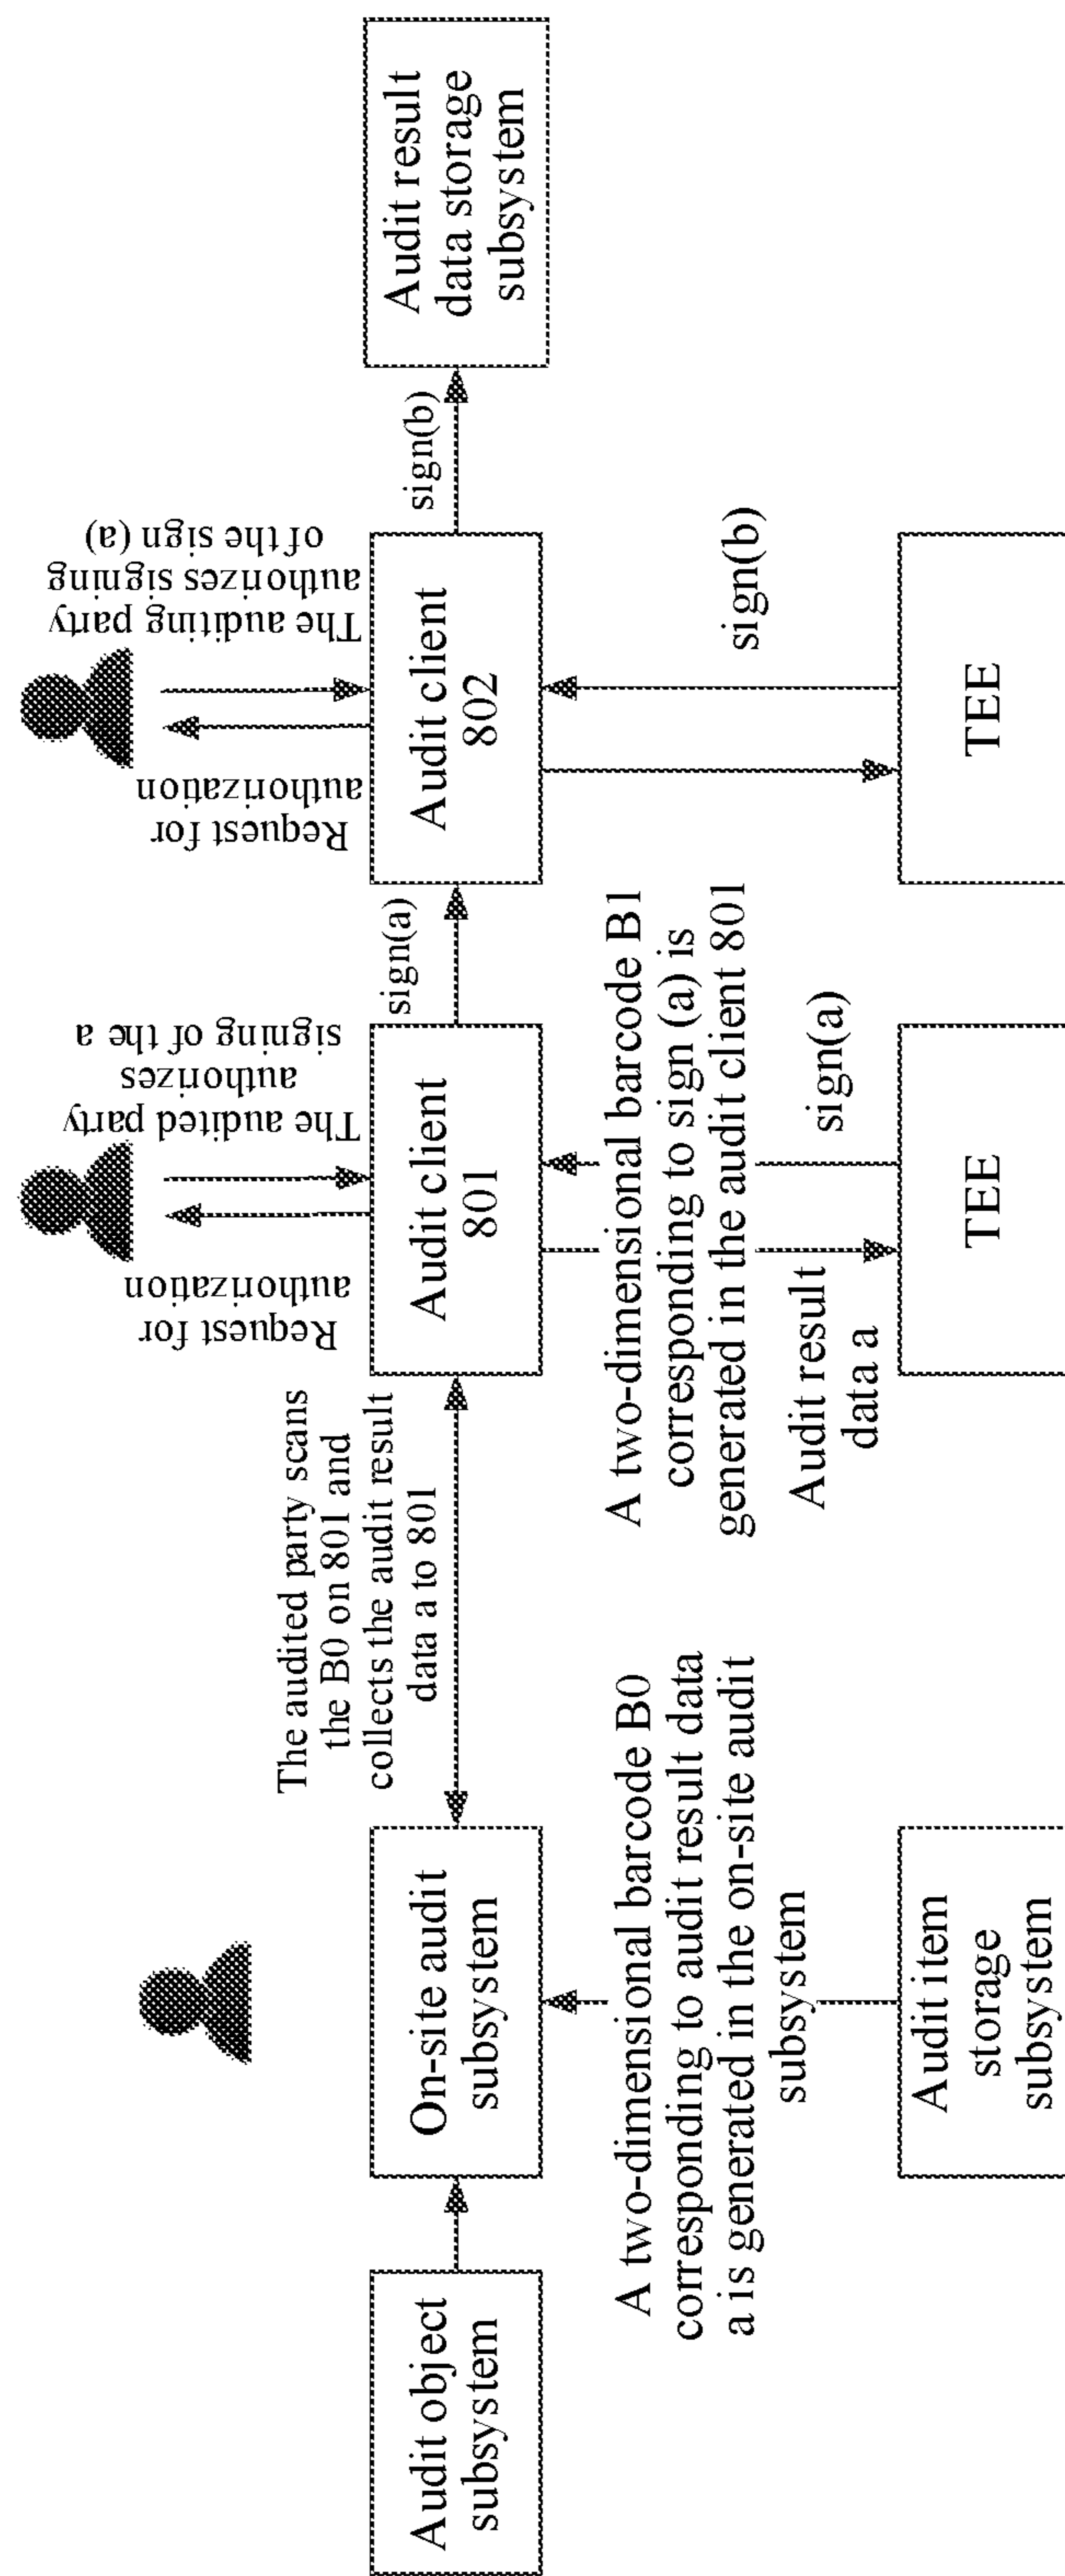 Audit object
subsystem
On-site audit
subsystem
A two-dimensional barcode B0
corresponding to audit result data
a is generated in the on-site audit
subsystem
Audit item
storage
subsystem
The audited party scans
the B0 on 801 and
collects the audit result
data a to 801
Request for
authorization
The audited party
authorizes
signing of the a
Audit client
801
A two-dimensional barcode B1
corresponding to sign (a) is
generated in the audit client 801
Audit result
data a
sign(a)
TEE
sign(a)
Request for
authorization
The auditing party
authorizes signing
of the sign (a)
Audit client
802
sign(b)
TEE
sign(b)
Audit result
data storage
subsystem